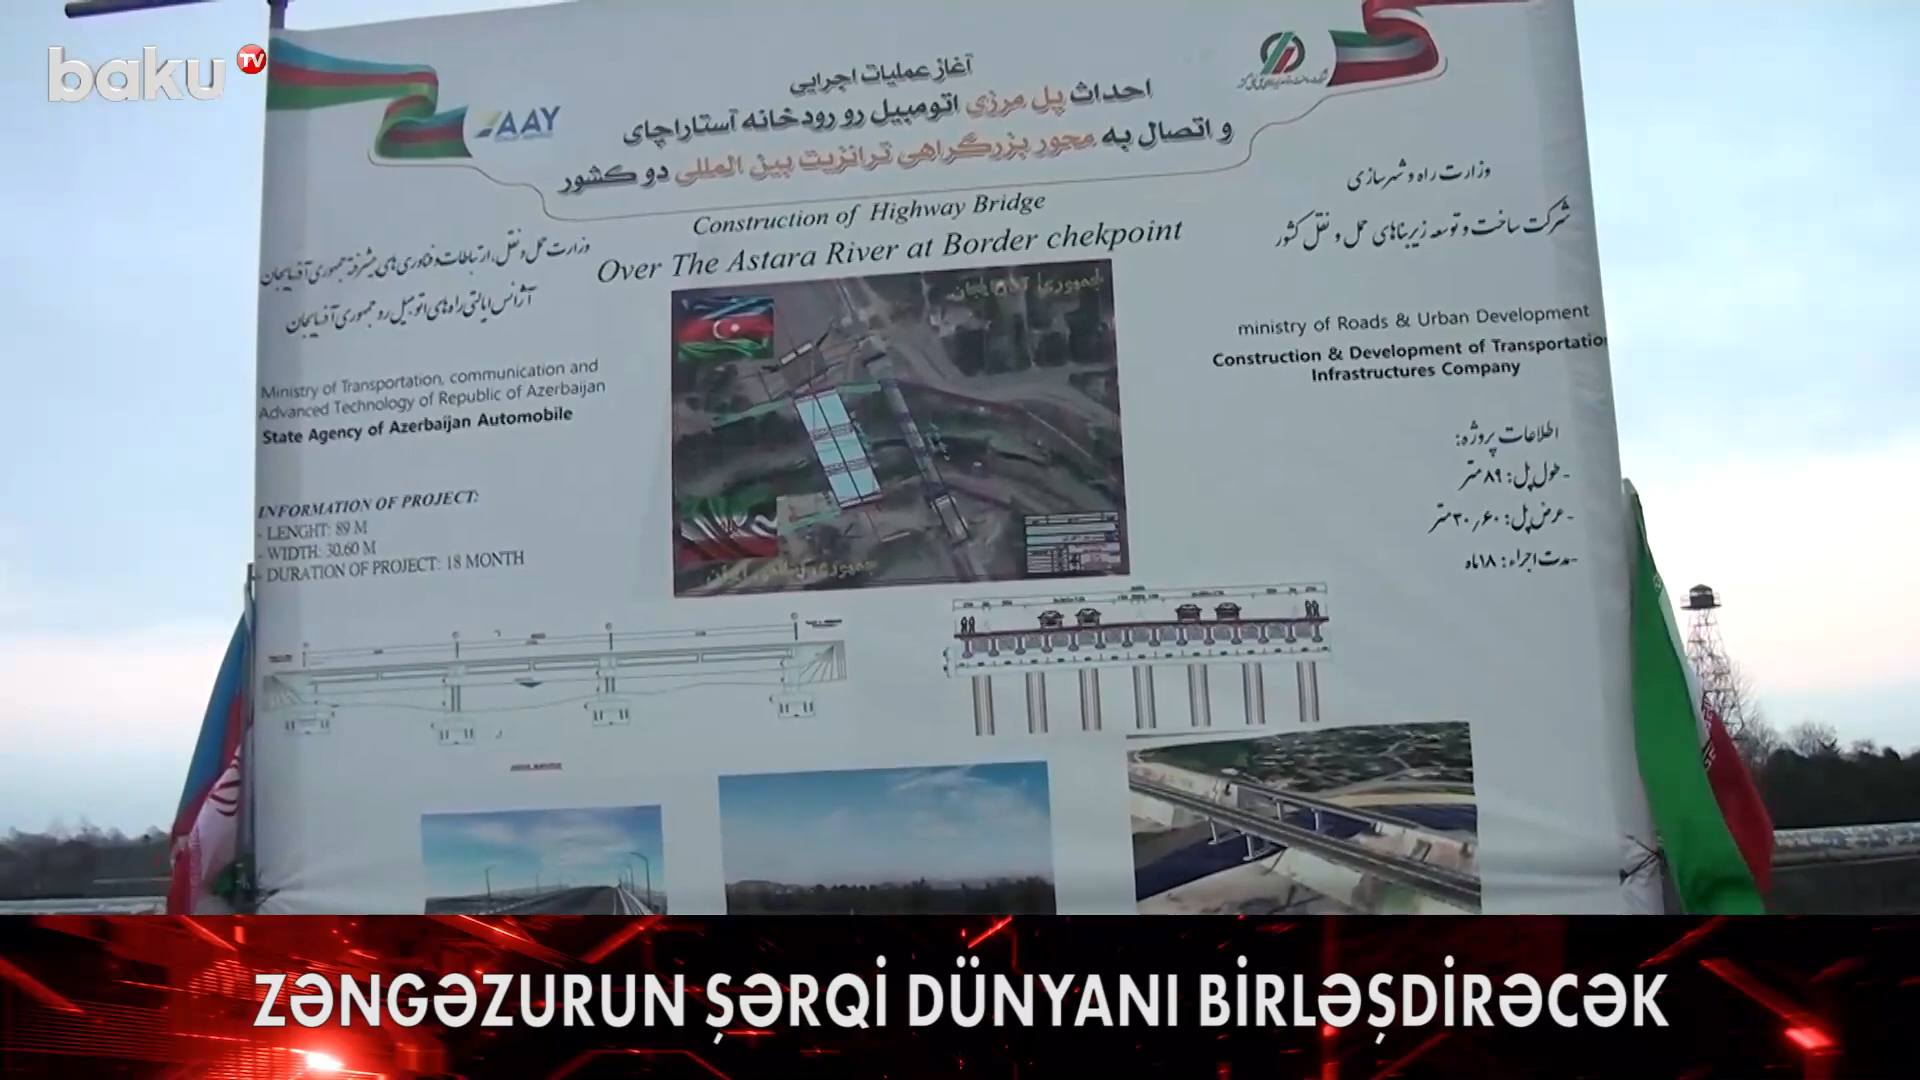 baku TV
AAY
آغاز عملیات اجرایی
احداث پل مرزی اتومبیل رو رودخانه آستاراچای
و اتصال به محور بزرگراهی ترانزیت بین المللی دو کشور
Construction of Highway Bridge
Over The Astara River at Border chekpoint
وزارت حمل و نقل، ارتباطات و فناوری های پیشرفته جمهوری آذربایجان
آژانس ایالتی راه های اتومبیل رو جمهوری آذربایجان
Ministry of Transportation, communication and
Advanced Technology of Republic of Azerbaijan
State Agency of Azerbaijan Automobile
INFORMATION OF PROJECT:
- LENGHT: 89 M
- WIDTH: 30.60 M
- DURATION OF PROJECT: 18 MONTH
وزارت راه و شهرسازی
شرکت ساخت و توسعه زیربناهای حمل و نقل کشور
ministry of Roads & Urban Development
Construction & Development of Transportation
Infrastructures Company
اطلاعات پروژه:
- طول پل: ۸۹ متر
- عرض پل: ۳۰٫۶۰ متر
- مدت اجراء: ۱۸ ماه
جمهوری آذربایجان
ZƏNGƏZURUN ŞƏRQİ DÜNYANI BİRLƏŞDİRƏCƏK